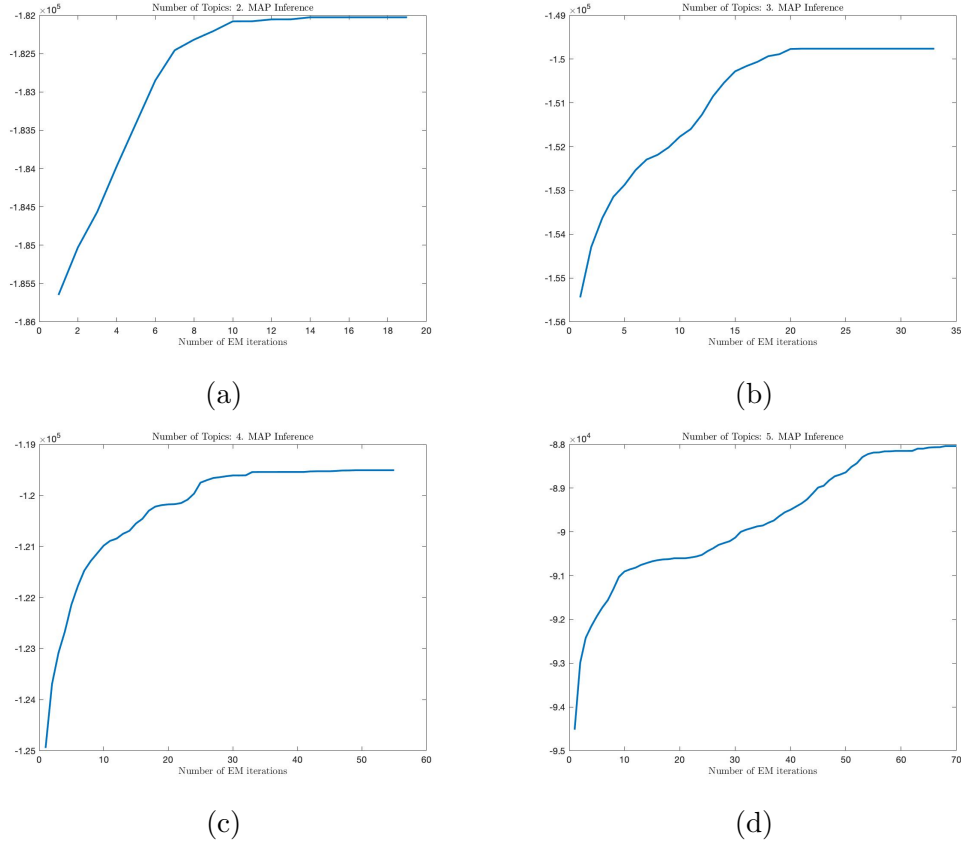 Number of Topics: 2. MAP Inference
×10⁵
-1.82
-1.825
-1.83
-1.835
-1.84
-1.845
-1.85
-1.855
-1.86
0 2 4 6 8 10 12 14 16 18 20
Number of EM iterations
(a)
Number of Topics: 3. MAP Inference
×10⁵
-1.49
-1.5
-1.51
-1.52
-1.53
-1.54
-1.55
-1.56
0 5 10 15 20 25 30 35
Number of EM iterations
(b)
Number of Topics: 4. MAP Inference
×10⁵
-1.19
-1.2
-1.21
-1.22
-1.23
-1.24
-1.25
0 10 20 30 40 50 60
Number of EM iterations
(c)
Number of Topics: 5. MAP Inference
×10⁴
-8.8
-8.9
-9
-9.1
-9.2
-9.3
-9.4
-9.5
0 10 20 30 40 50 60 70
Number of EM iterations
(d)